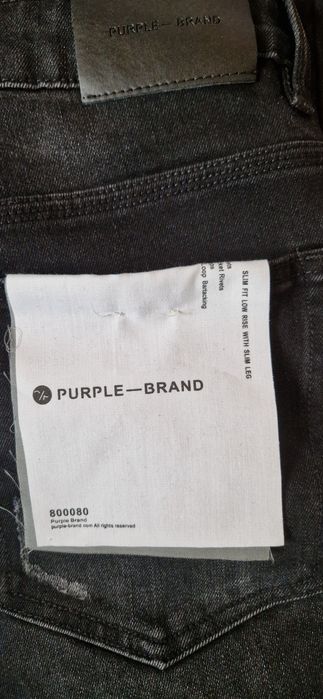 PURPLE—BRAND
et Rivets
Loop Bartacking
SLIM FIT LOW RISE WITH SLIM LEG
PURPLE—BRAND
800080
Purple Brand
purple-brand.com All rights reserved